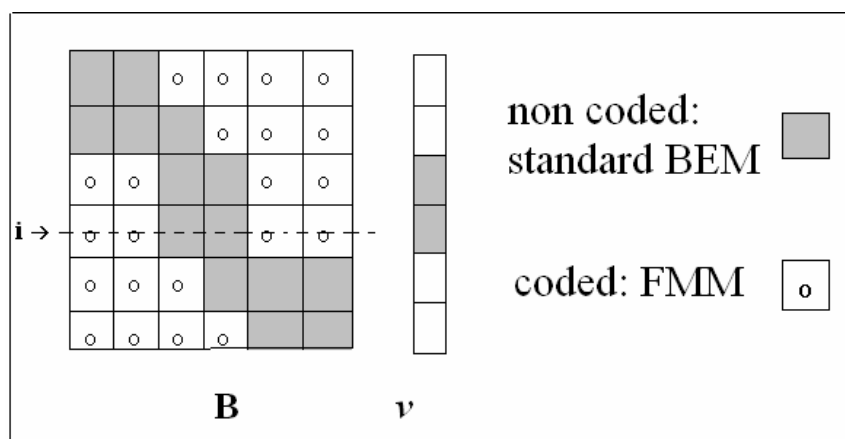 o o o o
o o o
o o o o
i → o o o o
o o o
o o o o
B
v
non coded:
standard BEM
coded: FMM
o